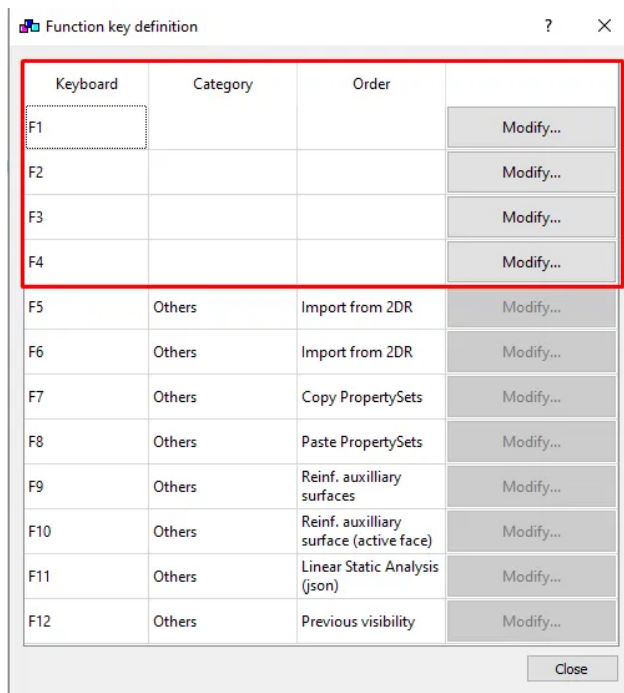 Function key definition ? ×
Keyboard Category Order
F1 Modify...
F2 Modify...
F3 Modify...
F4 Modify...
F5 Others Import from 2DR Modify...
F6 Others Import from 2DR Modify...
F7 Others Copy PropertySets Modify...
F8 Others Paste PropertySets Modify...
F9 Others Reinf. auxilliary
surfaces Modify...
F10 Others Reinf. auxilliary
surface (active face) Modify...
F11 Others Linear Static Analysis
(json) Modify...
F12 Others Previous visibility Modify...
Close